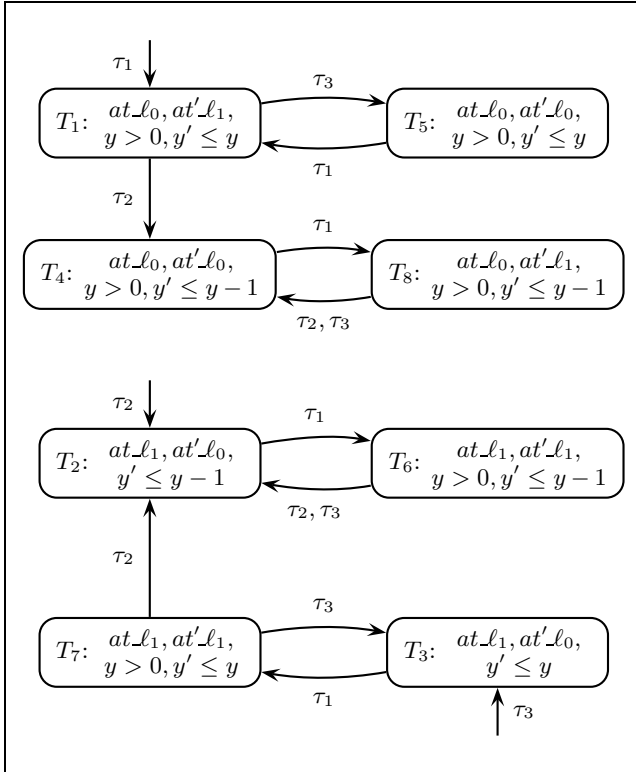 τ₁
T₁: at_ℓ₀, at′_ℓ₁,
y > 0, y′ ≤ y
τ₃
T₅: at_ℓ₀, at′_ℓ₀,
y > 0, y′ ≤ y
τ₁
τ₂
T₄: at_ℓ₀, at′_ℓ₀,
y > 0, y′ ≤ y − 1
τ₁
T₈: at_ℓ₀, at′_ℓ₁,
y > 0, y′ ≤ y − 1
τ₂, τ₃
τ₂
T₂: at_ℓ₁, at′_ℓ₀,
y′ ≤ y − 1
τ₁
T₆: at_ℓ₁, at′_ℓ₁,
y > 0, y′ ≤ y − 1
τ₂, τ₃
τ₂
T₇: at_ℓ₁, at′_ℓ₁,
y > 0, y′ ≤ y
τ₃
T₃: at_ℓ₁, at′_ℓ₀,
y′ ≤ y
τ₁
τ₃